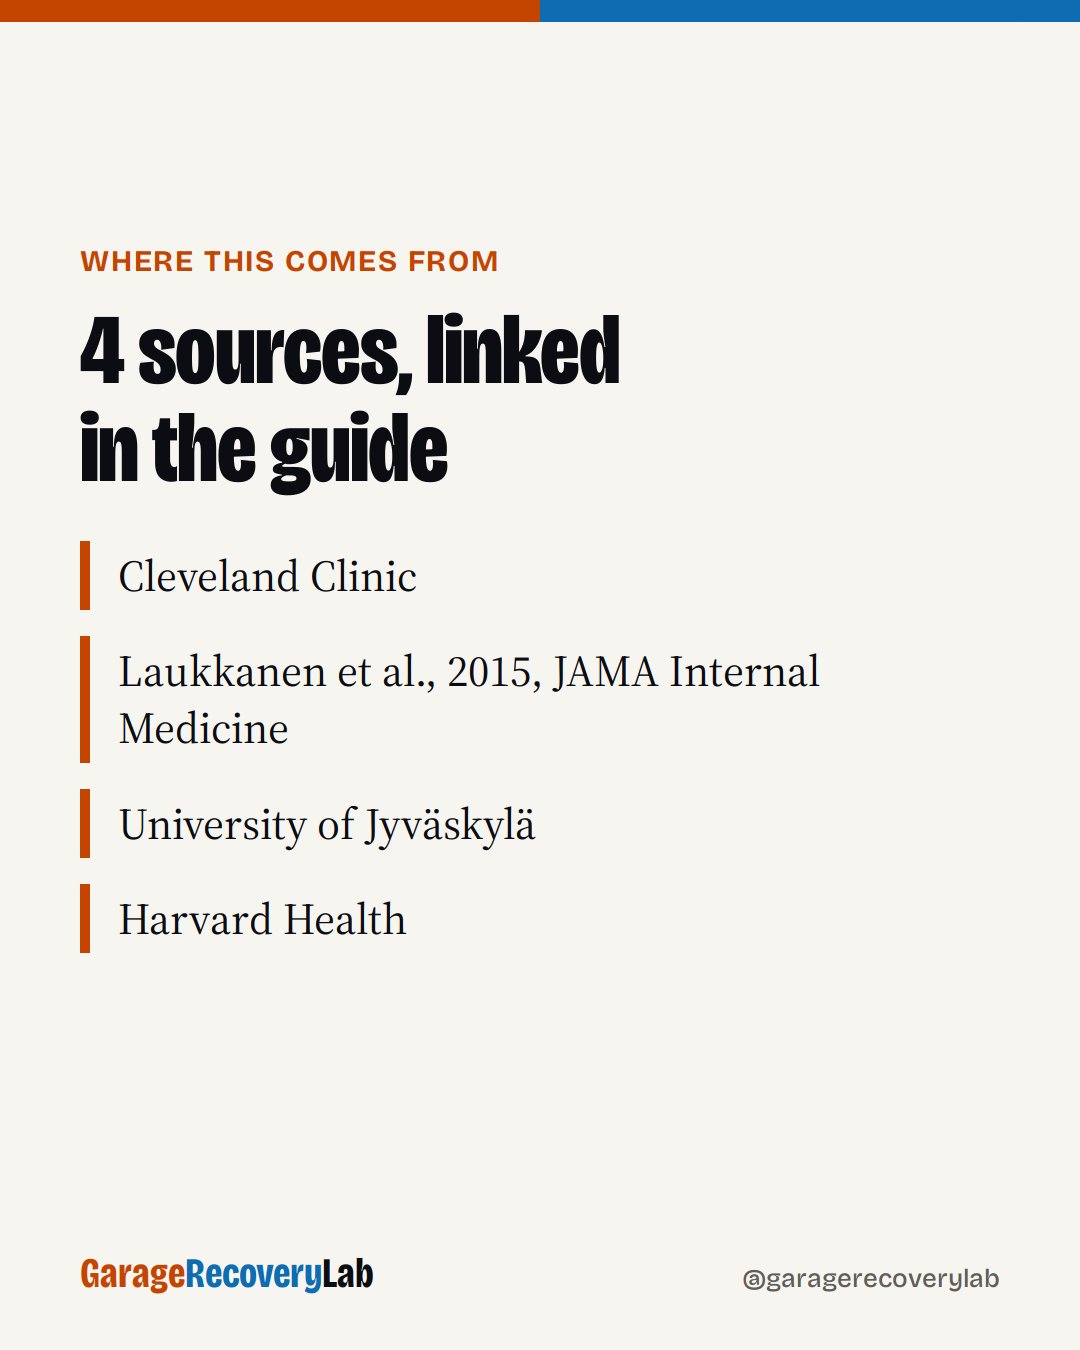 WHERE THIS COMES FROM
4 sources, linked
in the guide
Cleveland Clinic
Laukkanen et al., 2015, JAMA Internal
Medicine
University of Jyväskylä
Harvard Health
GarageRecoveryLab
@garagerecoverylab